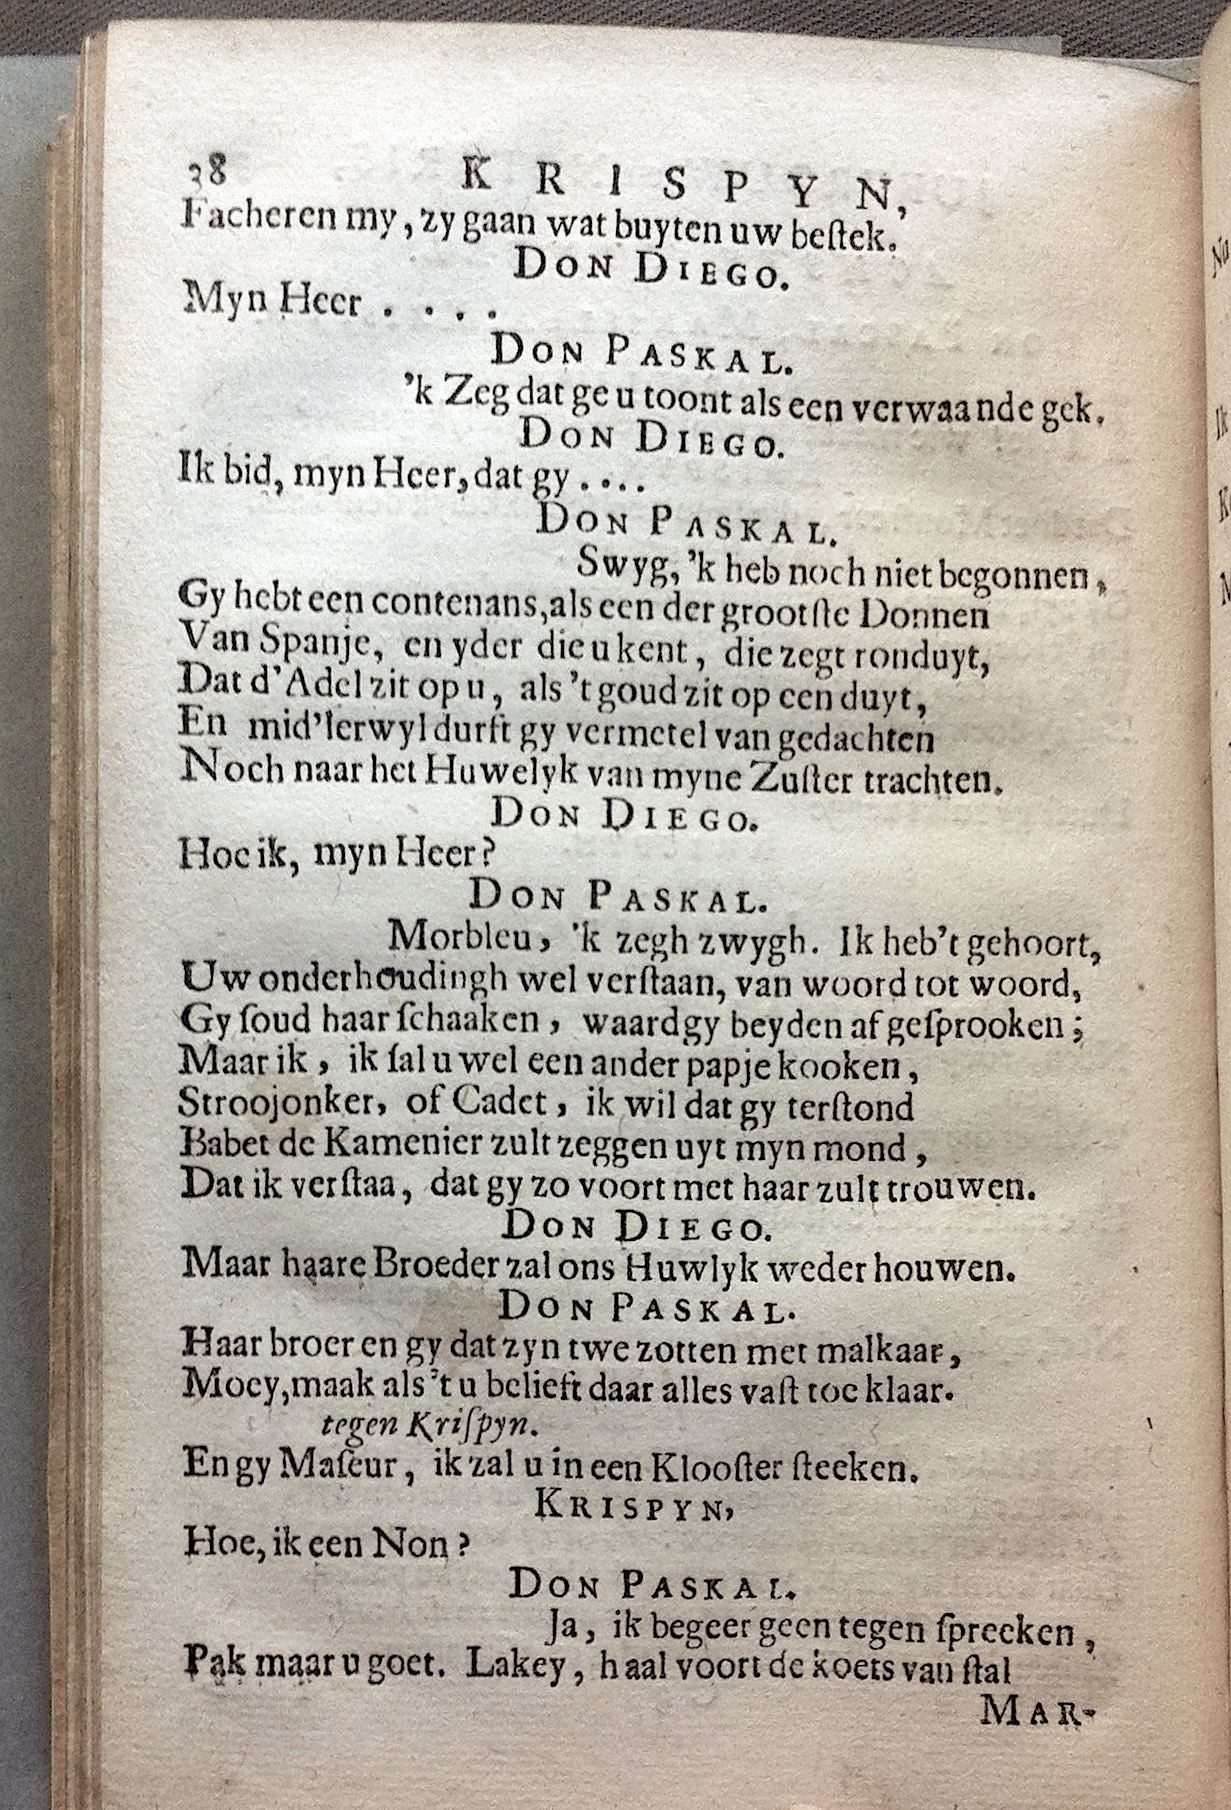 38 KRISPYN,
Facheren my, zy gaan wat buyten uw beſtek.
DON DIEGO.
Myn Heer . . . .
DON PASKAL.
'k Zeg dat ge u toont als een verwaande gek.
DON DIEGO.
Ik bid, myn Heer, dat gy . . . .
DON PASKAL.
Swyg, 'k heb noch niet begonnen,
Gy hebt een contenans, als een der grootſte Donnen
Van Spanje, en yder die u kent, die zegt ronduyt,
Dat d'Adel zit op u, als 't goud zit op een duyt,
En mid'lerwyl durft gy vermetel van gedachten
Noch naar het Huwelyk van myne Zuſter trachten.
DON DIEGO.
Hoe ik, myn Heer?
DON PASKAL.
Morbleu, 'k zegh zwygh. Ik heb't gehoort,
Uw onderhoudingh wel verſtaan, van woord tot woord,
Gy ſoud haar ſchaaken, waard gy beyden af geſprooken;
Maar ik, ik ſal u wel een ander papje kooken,
Stroojonker, of Cadet, ik wil dat gy terſtond
Babet de Kamenier zult zeggen uyt myn mond,
Dat ik verſtaa, dat gy zo voort met haar zult trouwen.
DON DIEGO.
Maar haare Broeder zal ons Huwlyk weder houwen.
DON PASKAL.
Haar broer en gy dat zyn twe zotten met malkaar,
Moey, maak als 't u belieft daar alles vaſt toe klaar.
tegen Kriſpyn.
En gy Maſeur, ik zal u in een Klooſter ſteeken.
KRISPYN,
Hoe, ik een Non?
DON PASKAL.
Ja, ik begeer geen tegen ſpreeken,
Pak maar u goet. Lakey, haal voort de koets van ſtal
MAR-